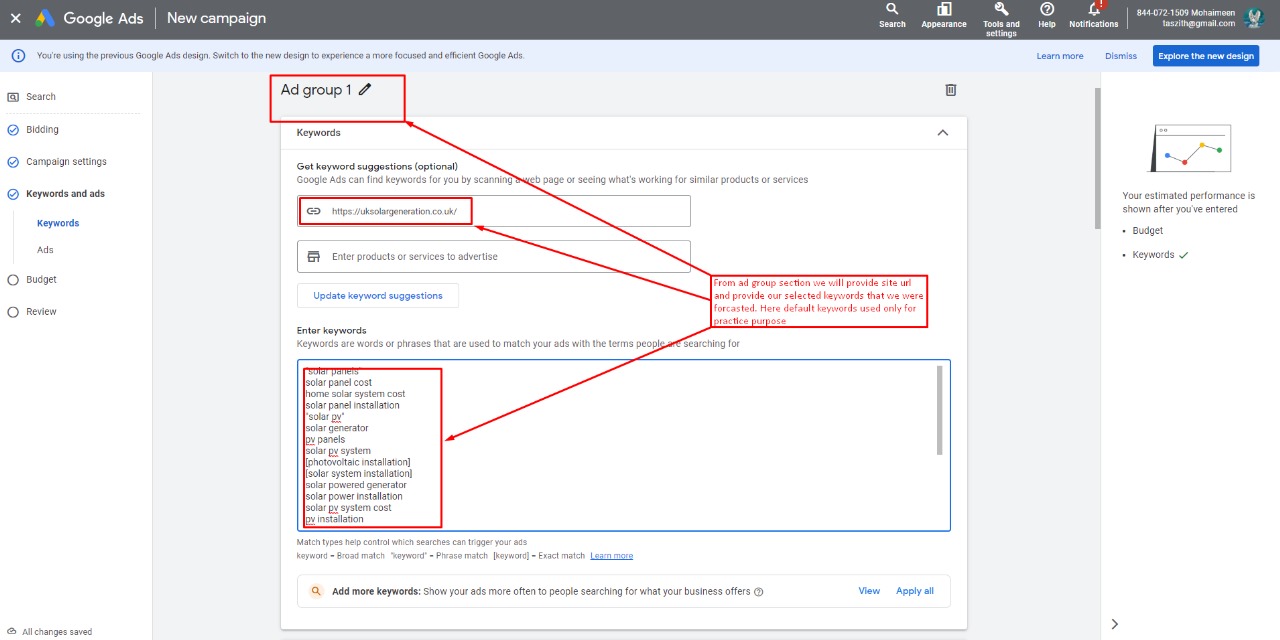 Google Ads
New campaign
Search
Appearance
Tools and
settings
Help
Notifications
844-072-1509 Mohaimeen
taszith@gmail.com
You're using the previous Google Ads design. Switch to the new design to experience a more focused and efficient Google Ads.
Learn more
Dismiss
Explore the new design
Search
Bidding
Campaign settings
Keywords and ads
Keywords
Ads
Budget
Review
All changes saved
Ad group 1
Keywords
Get keyword suggestions (optional)
Google Ads can find keywords for you by scanning a web page or seeing what's working for similar products or services
https://uksolargeneration.co.uk/
Enter products or services to advertise
Update keyword suggestions
Enter keywords
Keywords are words or phrases that are used to match your ads with the terms people are searching for
"solar panels"
solar panel cost
home solar system cost
solar panel installation
"solar pv"
solar generator
pv panels
solar pv system
[photovoltaic installation]
[solar system installation]
solar powered generator
solar power installation
solar pv system cost
pv installation
Match types help control which searches can trigger your ads
keyword = Broad match "keyword" = Phrase match [keyword] = Exact match Learn more
Add more keywords: Show your ads more often to people searching for what your business offers
View
Apply all
From ad group section we will provide site url
and provide our selected keywords that we were
forcasted. Here default keywords used only for
practice purpose
Your estimated performance is
shown after you've entered
• Budget
• Keywords